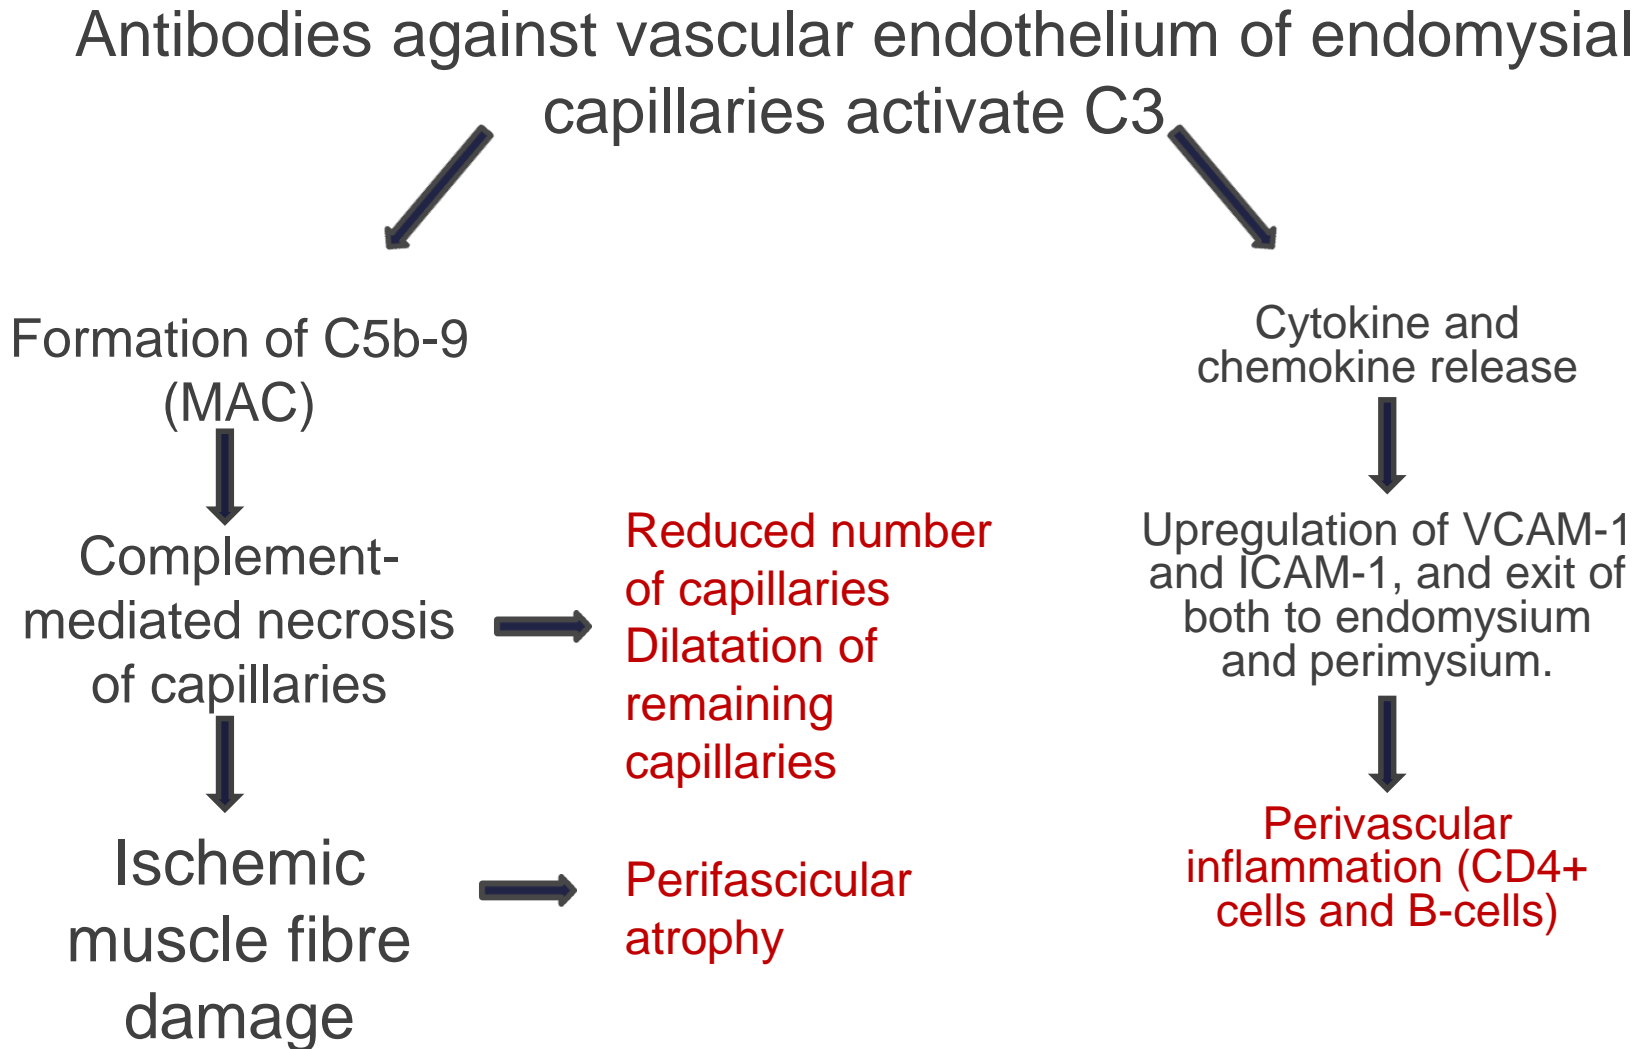 Antibodies against vascular endothelium of endomysial
capillaries activate C3
Formation of C5b-9
(MAC)
Complement-
mediated necrosis
of capillaries
Ischemic
muscle fibre
damage
Reduced number
of capillaries
Dilatation of
remaining
capillaries
Perifascicular
atrophy
Cytokine and
chemokine release
Upregulation of VCAM-1
and ICAM-1, and exit of
both to endomysium
and perimysium.
Perivascular
inflammation (CD4+
cells and B-cells)